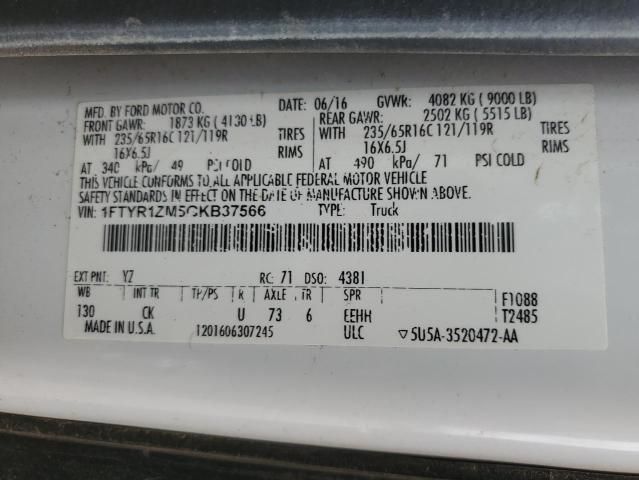 MFD. BY FORD MOTOR CO.
DATE: 06/16 GVWR: 4082 KG ( 9000 LB)
FRONT GAWR: 1873 KG ( 4130 LB) REAR GAWR: 2502 KG ( 5515 LB)
WITH 235/65R16C 121/119R TIRES WITH 235/65R16C 121/119R TIRES
16X6.5J RIMS 16X6.5J RIMS
AT 340 kPa/ 49 PSI COLD AT 490 kPa/ 71 PSI COLD
THIS VEHICLE CONFORMS TO ALL APPLICABLE FEDERAL MOTOR VEHICLE
SAFETY STANDARDS IN EFFECT ON THE DATE OF MANUFACTURE SHOWN ABOVE.
VIN: 1FTYR1ZM5GKB37566 TYPE: Truck
EXT PNT: YZ RC: 71 DSO: 4381
WB INT TR TP/PS R AXLE TR SPR F1088
130 CK U 73 6 EEHH T2485
MADE IN U.S.A. 1201606307245 ULC ▽5U5A-3520472-AA